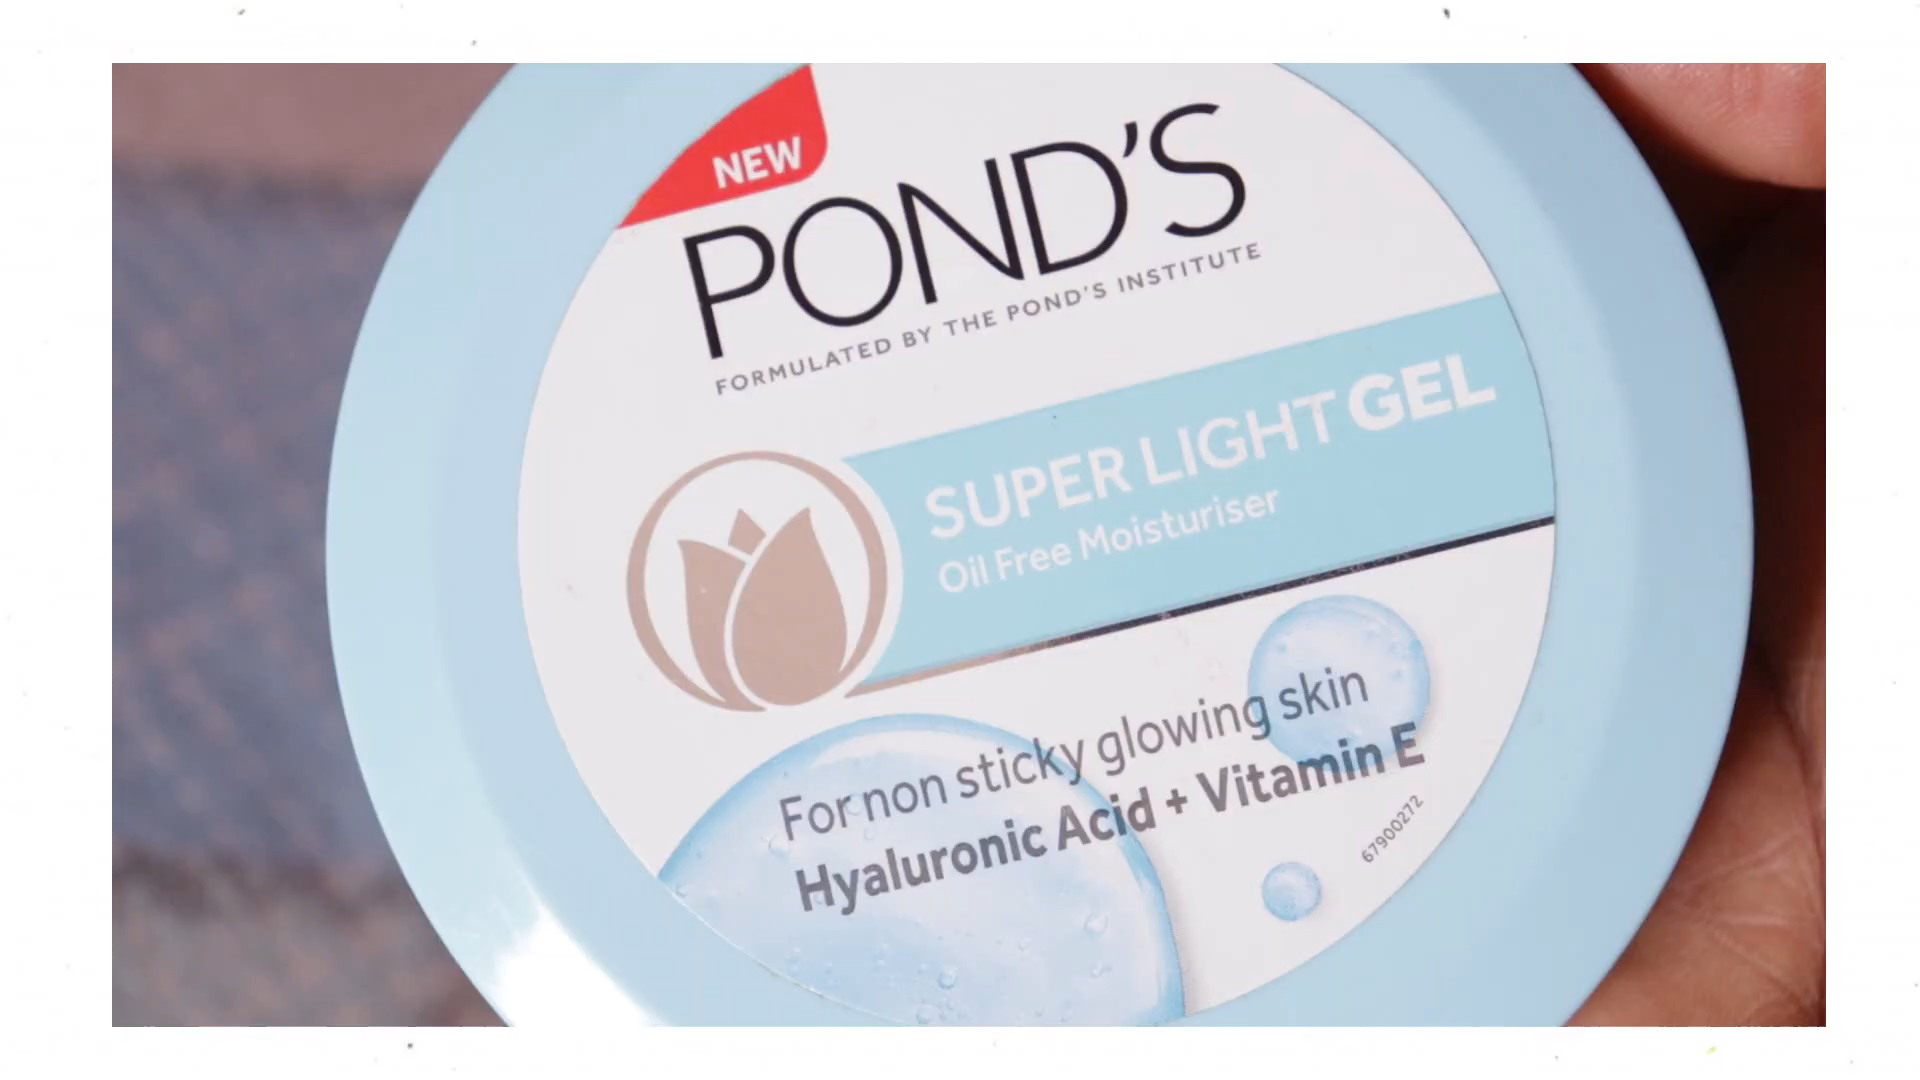 NEW
POND'S
FORMULATED BY THE POND'S INSTITUTE
SUPER LIGHT GEL
Oil Free Moisturiser
For non sticky glowing skin
Hyaluronic Acid + Vitamin E
67900272